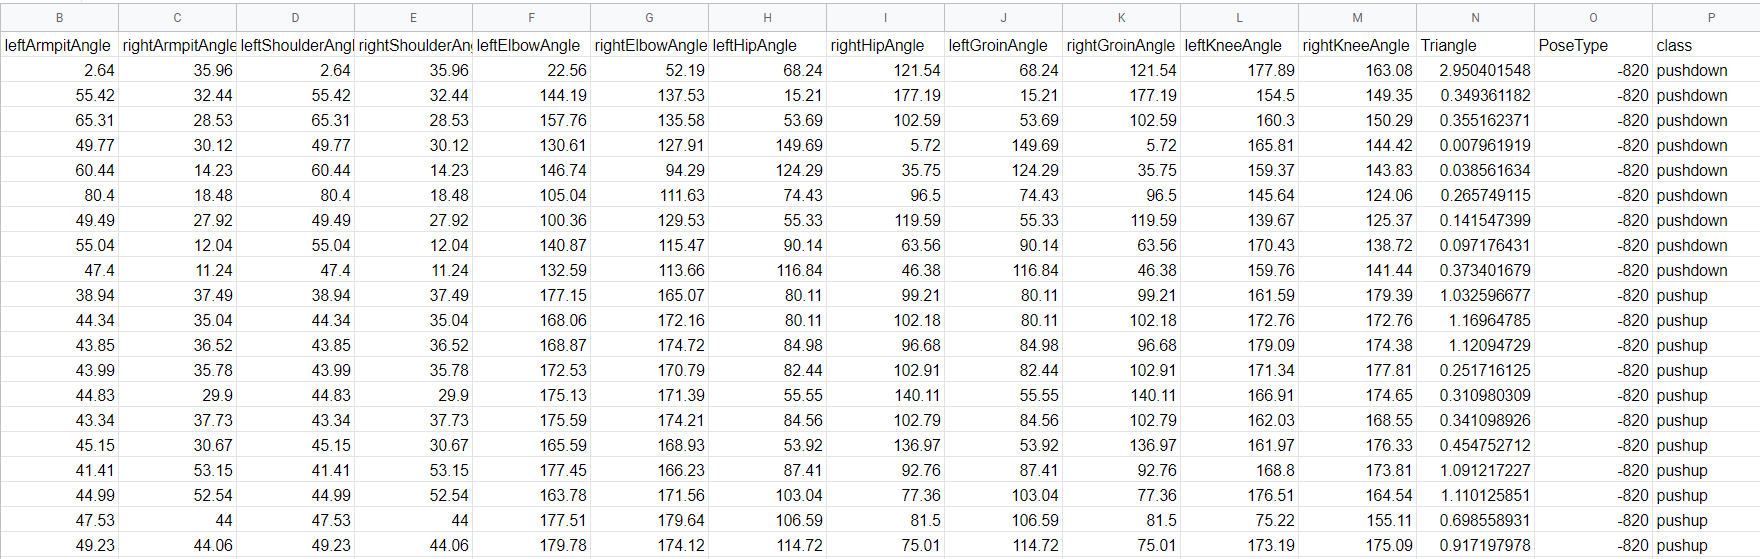 B C D E F G H I J K L M N O P
leftArmpitAngle rightArmpitAngle leftShoulderAngl rightShoulderAn leftElbowAngle rightElbowAngle leftHipAngle rightHipAngle leftGroinAngle rightGroinAngle leftKneeAngle rightKneeAngle Triangle PoseType class
2.64 35.96 2.64 35.96 22.56 52.19 68.24 121.54 68.24 121.54 177.89 163.08 2.950401548 -820 pushdown
55.42 32.44 55.42 32.44 144.19 137.53 15.21 177.19 15.21 177.19 154.5 149.35 0.349361182 -820 pushdown
65.31 28.53 65.31 28.53 157.76 135.58 53.69 102.59 53.69 102.59 160.3 150.29 0.355162371 -820 pushdown
49.77 30.12 49.77 30.12 130.61 127.91 149.69 5.72 149.69 5.72 165.81 144.42 0.007961919 -820 pushdown
60.44 14.23 60.44 14.23 146.74 94.29 124.29 35.75 124.29 35.75 159.37 143.83 0.038561634 -820 pushdown
80.4 18.48 80.4 18.48 105.04 111.63 74.43 96.5 74.43 96.5 145.64 124.06 0.265749115 -820 pushdown
49.49 27.92 49.49 27.92 100.36 129.53 55.33 119.59 55.33 119.59 139.67 125.37 0.141547399 -820 pushdown
55.04 12.04 55.04 12.04 140.87 115.47 90.14 63.56 90.14 63.56 170.43 138.72 0.097176431 -820 pushdown
47.4 11.24 47.4 11.24 132.59 113.66 116.84 46.38 116.84 46.38 159.76 141.44 0.373401679 -820 pushdown
38.94 37.49 38.94 37.49 177.15 165.07 80.11 99.21 80.11 99.21 161.59 179.39 1.032596677 -820 pushup
44.34 35.04 44.34 35.04 168.06 172.16 80.11 102.18 80.11 102.18 172.76 172.76 1.16964785 -820 pushup
43.85 36.52 43.85 36.52 168.87 174.72 84.98 96.68 84.98 96.68 179.09 174.38 1.12094729 -820 pushup
43.99 35.78 43.99 35.78 172.53 170.79 82.44 102.91 82.44 102.91 171.34 177.81 0.251716125 -820 pushup
44.83 29.9 44.83 29.9 175.13 171.39 55.55 140.11 55.55 140.11 166.91 174.65 0.310980309 -820 pushup
43.34 37.73 43.34 37.73 175.59 174.21 84.56 102.79 84.56 102.79 162.03 168.55 0.341098926 -820 pushup
45.15 30.67 45.15 30.67 165.59 168.93 53.92 136.97 53.92 136.97 161.97 176.33 0.454752712 -820 pushup
41.41 53.15 41.41 53.15 177.45 166.23 87.41 92.76 87.41 92.76 168.8 173.81 1.091217227 -820 pushup
44.99 52.54 44.99 52.54 163.78 171.56 103.04 77.36 103.04 77.36 176.51 164.54 1.110125851 -820 pushup
47.53 44 47.53 44 177.51 179.64 106.59 81.5 106.59 81.5 75.22 155.11 0.698558931 -820 pushup
49.23 44.06 49.23 44.06 179.78 174.12 114.72 75.01 114.72 75.01 173.19 175.09 0.917197978 -820 pushup